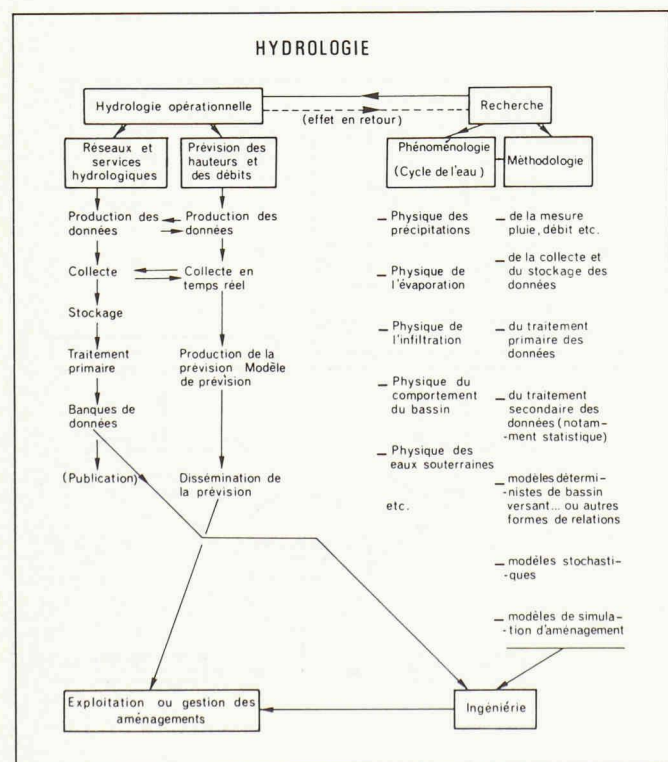 HYDROLOGIE
Hydrologie opérationnelle
Recherche
(effet en retour)
Réseaux et
services
hydrologiques
Prévision des
hauteurs et
des débits
Phénoménologie
(Cycle de l'eau)
Méthodologie
Production des
données
Collecte
Stockage
Traitement
primaire
Banques de
données
(Publication)
Production des
données
Collecte en
temps réel
Production de la
prévision Modèle
de prévision
Dissémination de
la prévision
_ Physique des
précipitations
_ Physique de
l'évaporation
_ Physique de
l'infiltration
_ Physique du
comportement
du bassin
_ Physique des
eaux souterraines
etc.
_ de la mesure
pluie, débit etc.
_ de la collecte et
du stockage des
données
_ du traitement
primaire des
données
_ du traitement
secondaire des
données (notam-
ment statistique)
_ modèles détermi-
-nistes de bassin
versant... ou autres
formes de relations
_ modèles stochasti-
-ques
_ modèles de simula-
-tion d'aménagement
Exploitation ou gestion des
aménagements
Ingéniérie